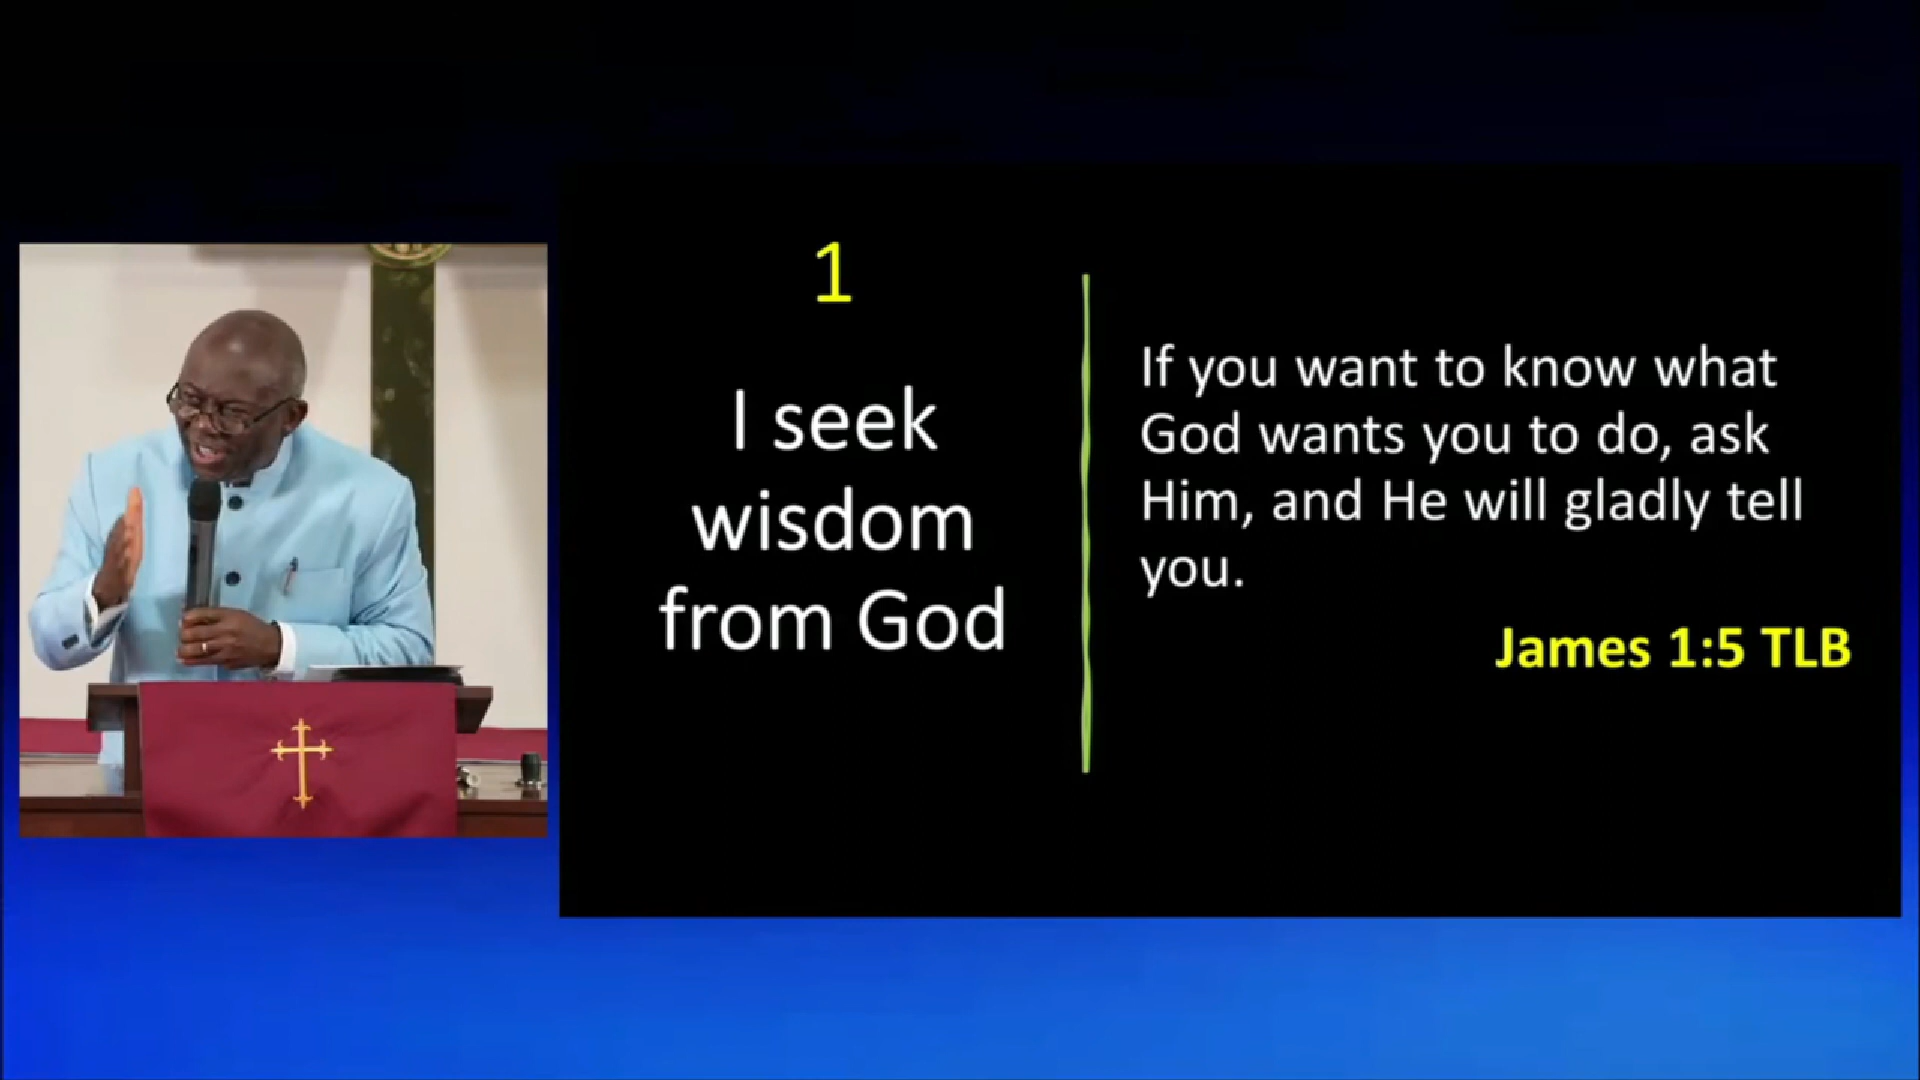 1
I seek
wisdom
from God
If you want to know what
God wants you to do, ask
Him, and He will gladly tell
you.
James 1:5 TLB